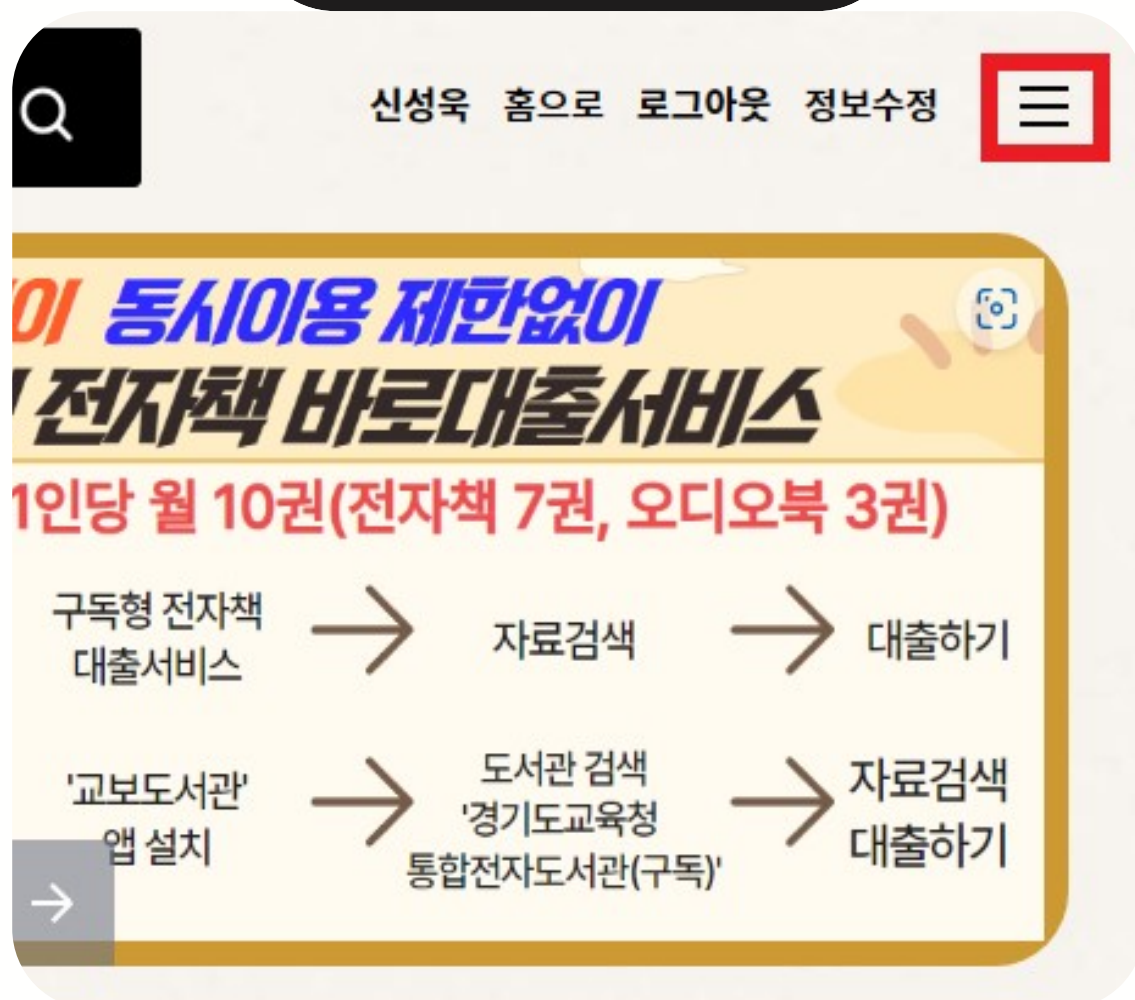 신성욱 홈으로 로그아웃 정보수정
이 동시이용 제한없이
전자책 바로대출서비스
1인당 월 10권(전자책 7권, 오디오북 3권)
구독형 전자책
대출서비스
자료검색
대출하기
'교보도서관'
앱 설치
도서관 검색
'경기도교육청
통합전자도서관(구독)'
자료검색
대출하기